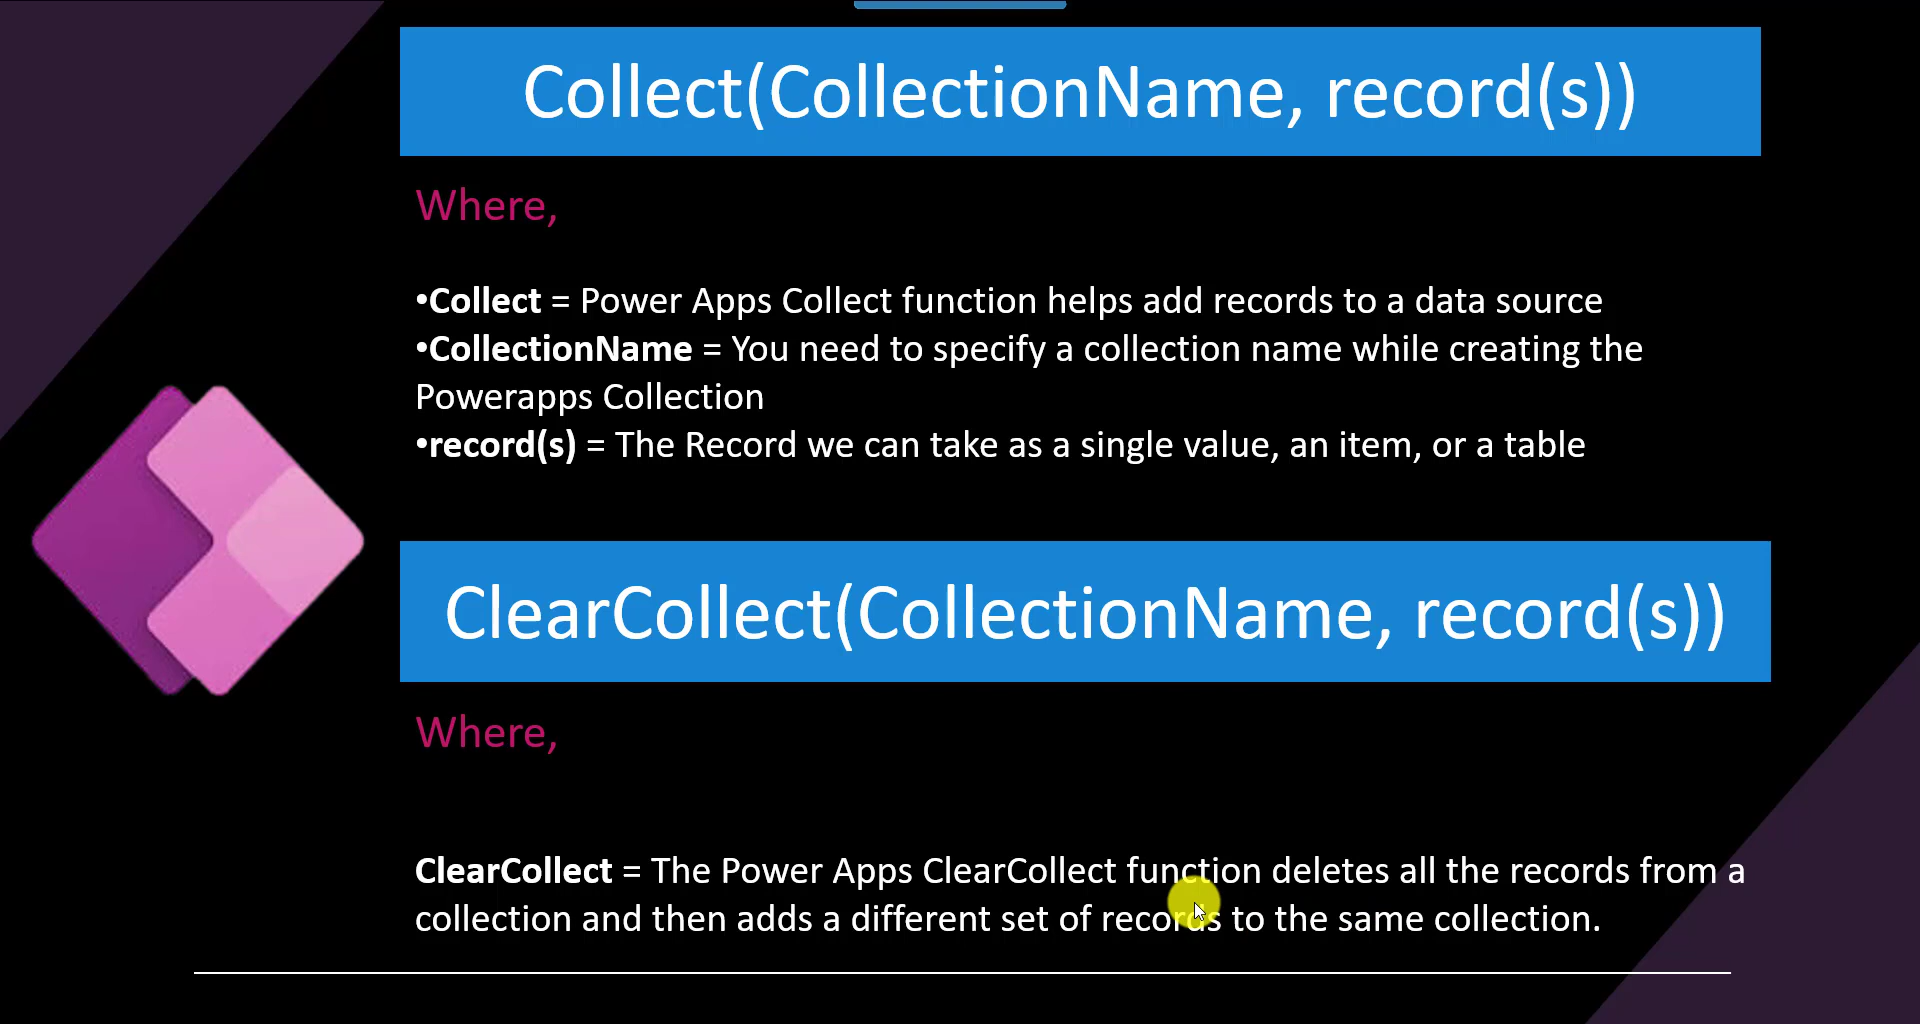 Collect(CollectionName, record(s))
Where,
•Collect = Power Apps Collect function helps add records to a data source
•CollectionName = You need to specify a collection name while creating the
Powerapps Collection
•record(s) = The Record we can take as a single value, an item, or a table
ClearCollect(CollectionName, record(s))
Where,
ClearCollect = The Power Apps ClearCollect function deletes all the records from a
collection and then adds a different set of records to the same collection.